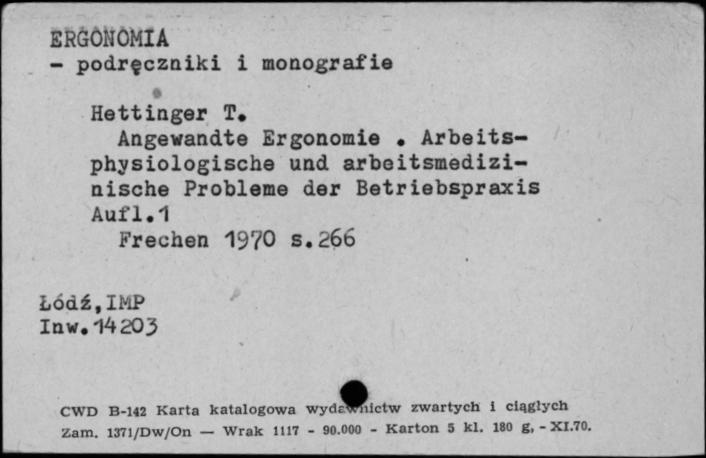 ERGONOMIA
- podręczniki i monografie
Hettinger T.
Angewandte Ergonomie . Arbeits-
physiologische und arbeitsmedizi-
nische Probleme der Betriebspraxis
Aufl.1
Frechen 1970 s.266
Łódź,IMP
Inw.14203
CWD B-142 Karta katalogowa wydawnictw zwartych i ciągłych
Zam. 1371/Dw/On — Wrak 1117 - 90.000 - Karton 5 kl. 180 g, - XI.70.